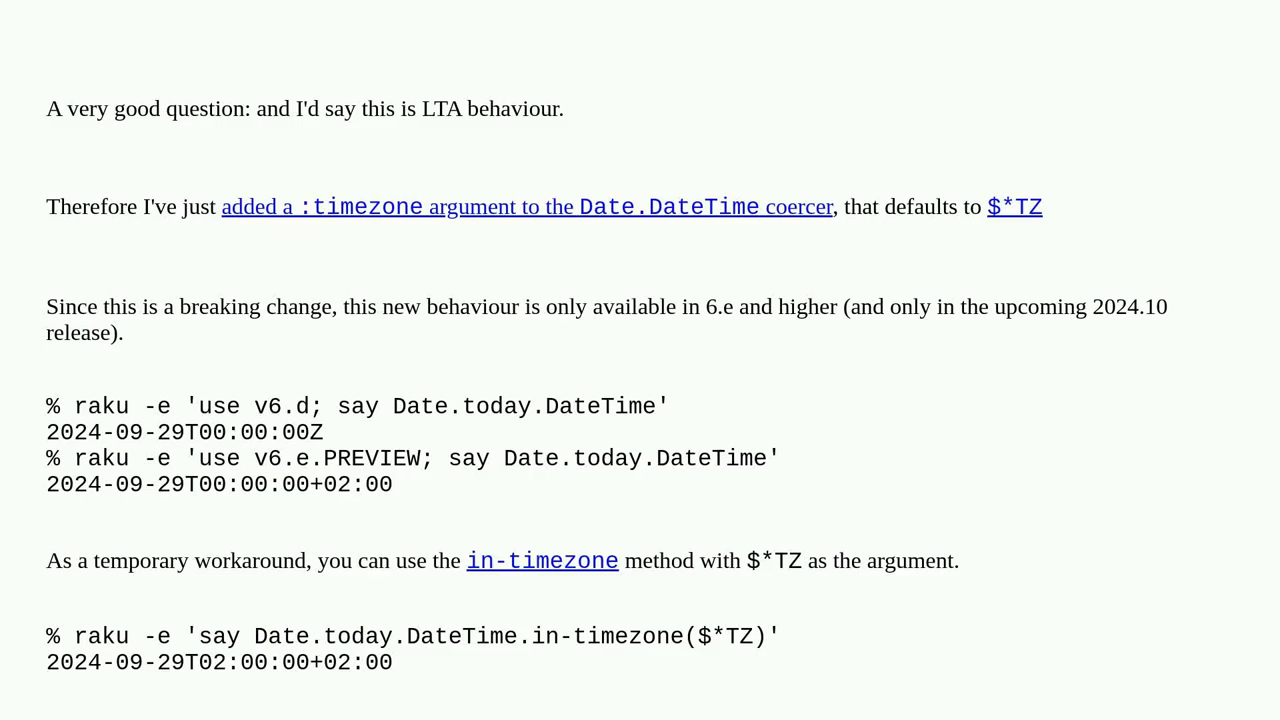 A very good question: and I'd say this is LTA behaviour.
Therefore I've just added a :timezone argument to the Date.DateTime coercer, that defaults to $*TZ
Since this is a breaking change, this new behaviour is only available in 6.e and higher (and only in the upcoming 2024.10
release).
% raku -e 'use v6.d; say Date.today.DateTime'
2024-09-29T00:00:00Z
% raku -e 'use v6.e.PREVIEW; say Date.today.DateTime'
2024-09-29T00:00:00+02:00
As a temporary workaround, you can use the in-timezone method with $*TZ as the argument.
% raku -e 'say Date.today.DateTime.in-timezone($*TZ)'
2024-09-29T02:00:00+02:00